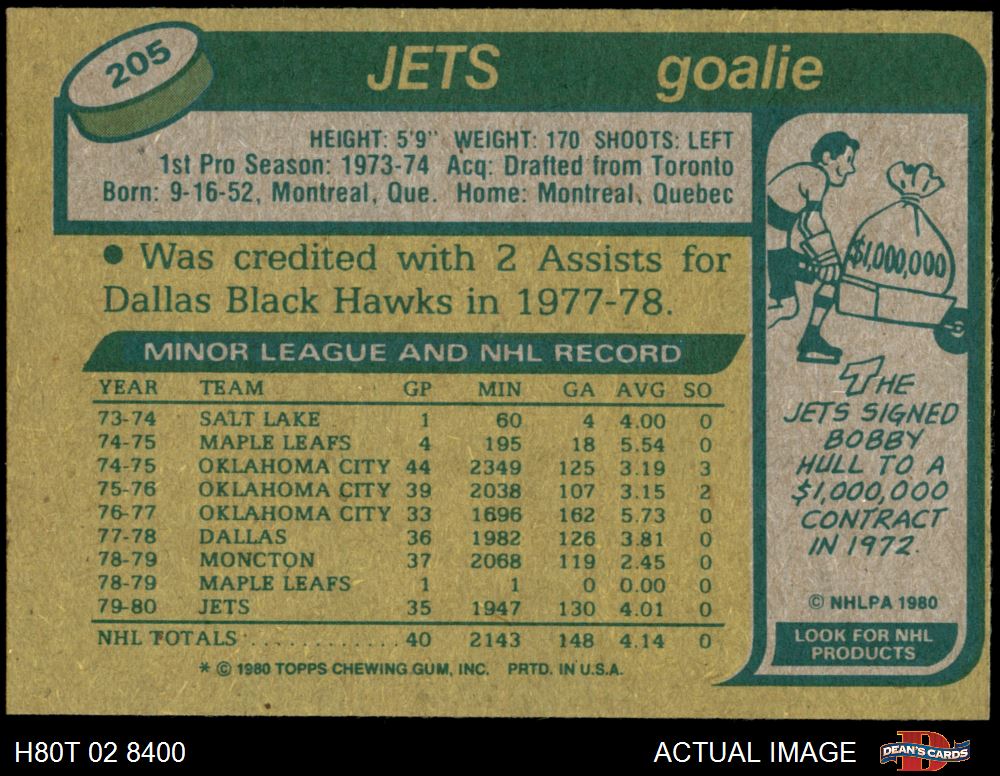 205
JETS goalie
HEIGHT: 5'9" WEIGHT: 170 SHOOTS: LEFT
1st Pro Season: 1973-74 Acq: Drafted from Toronto
Born: 9-16-52, Montreal, Que. Home: Montreal, Quebec
● Was credited with 2 Assists for
Dallas Black Hawks in 1977-78.
MINOR LEAGUE AND NHL RECORD
YEAR TEAM GP MIN GA AVG SO
73-74 SALT LAKE 1 60 4 4.00 0
74-75 MAPLE LEAFS 4 195 18 5.54 0
74-75 OKLAHOMA CITY 44 2349 125 3.19 3
75-76 OKLAHOMA CITY 39 2038 107 3.15 2
76-77 OKLAHOMA CITY 33 1696 162 5.73 0
77-78 DALLAS 36 1982 126 3.81 0
78-79 MONCTON 37 2068 119 2.45 0
78-79 MAPLE LEAFS 1 1 0 0.00 0
79-80 JETS 35 1947 130 4.01 0
NHL TOTALS . . . . . . . . . . . . 40 2143 148 4.14 0
* © 1980 TOPPS CHEWING GUM, INC. PRTD. IN U.S.A.
$1,000,000
THE
JETS SIGNED
BOBBY
HULL TO A
$1,000,000
CONTRACT
IN 1972.
© NHLPA 1980
LOOK FOR NHL
PRODUCTS
H80T 02 8400
ACTUAL IMAGE
D
DEAN'S CARDS